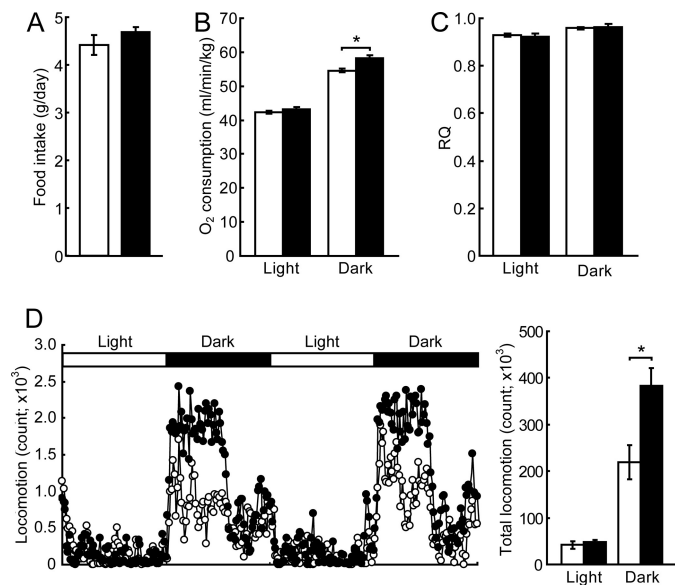 A
Food intake (g/day)
5
4
3
2
1
0
B
O₂ consumption (ml/min/kg)
70
60
50
40
30
20
10
0
*
Light Dark
C
RQ
1.0
0.8
0.6
0.4
0.2
0
Light Dark
D
Locomotion (count; x10³)
3.0
2.5
2.0
1.5
1.0
0.5
0
Light Dark Light Dark
Total locomotion (count; x10³)
500
400
300
200
100
0
*
Light Dark